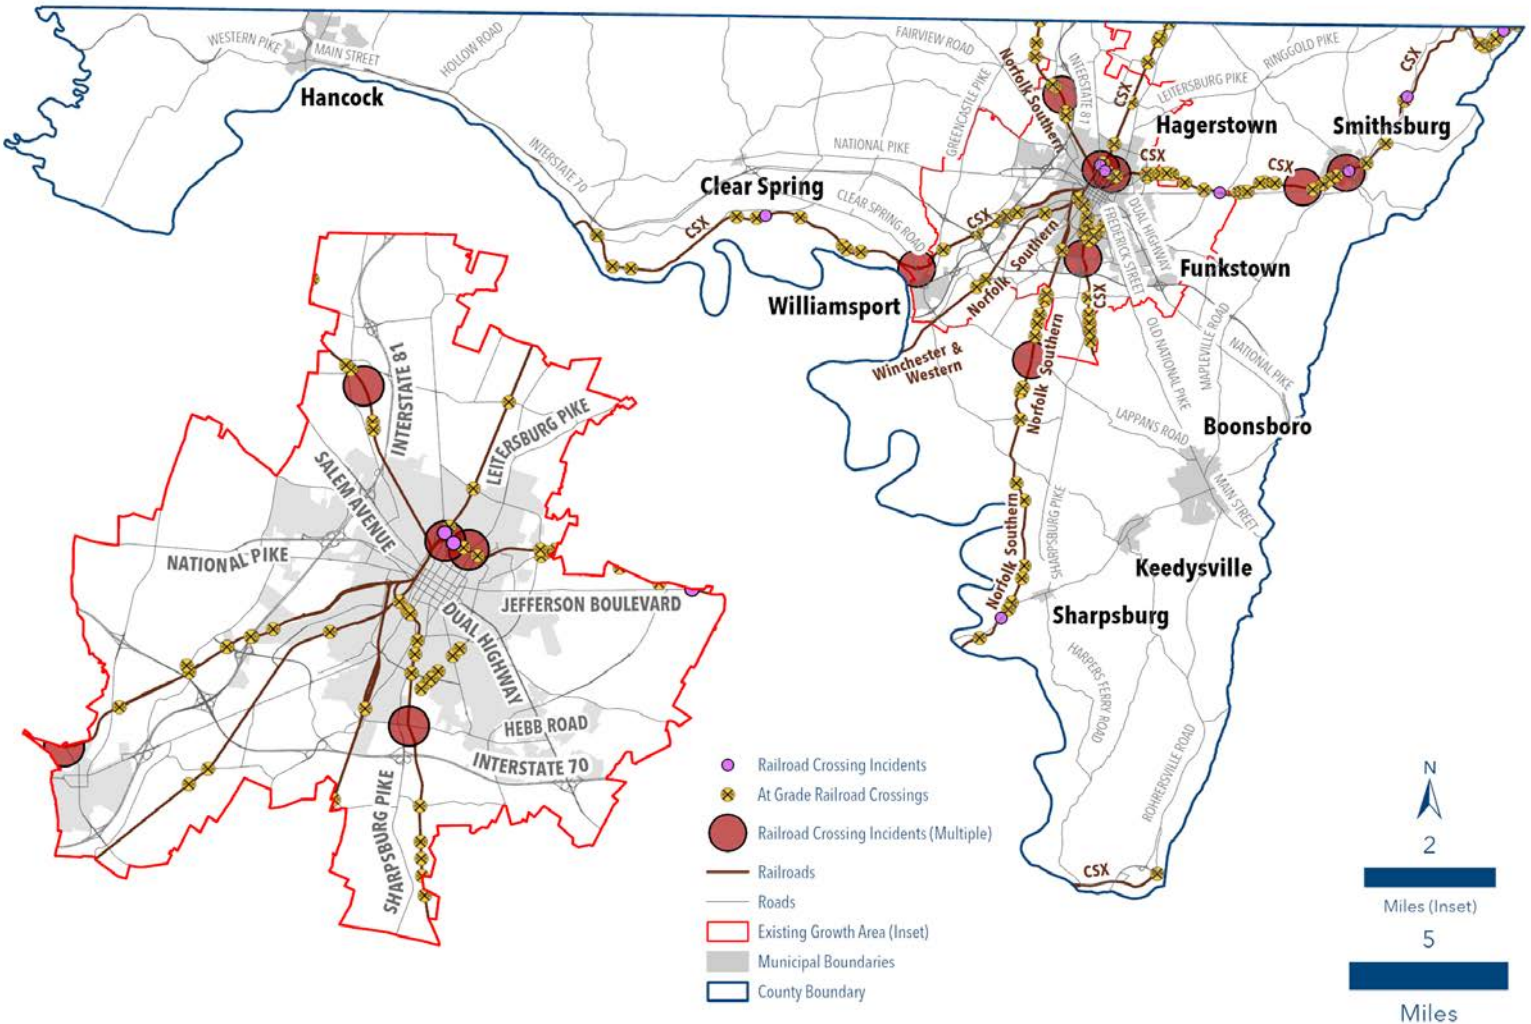 WESTERN PIKE
MAIN STREET
HOLLOW ROAD
Hancock
INTERSTATE 70
FAIRVIEW ROAD
GREENCASTLE PIKE
Norfolk Southern
INTERSTATE 81
CSX
LEITERSBURG PIKE
RINGGOLD PIKE
CSX
Hagerstown
Smithsburg
NATIONAL PIKE
CSX
CSX
Clear Spring
CLEAR SPRING ROAD
CSX
CSX
DUAL HIGHWAY
FREDERICK STREET
Funkstown
Norfolk Southern
CSX
Williamsport
Winchester &
Western
Norfolk Southern
OLD NATIONAL PIKE
MAPLEVILLE ROAD
NATIONAL PIKE
LAPPANS ROAD
Boonsboro
MAIN STREET
SHARPSBURG PIKE
Norfolk Southern
Keedysville
Sharpsburg
HARPERS FERRY ROAD
ROHRERSVILLE ROAD
CSX
INTERSTATE 81
LEITERSBURG PIKE
SALEM AVENUE
NATIONAL PIKE
JEFFERSON BOULEVARD
DUAL HIGHWAY
HEBB ROAD
INTERSTATE 70
SHARPSBURG PIKE
Railroad Crossing Incidents
At Grade Railroad Crossings
Railroad Crossing Incidents (Multiple)
Railroads
Roads
Existing Growth Area (Inset)
Municipal Boundaries
County Boundary
N
2
Miles (Inset)
5
Miles